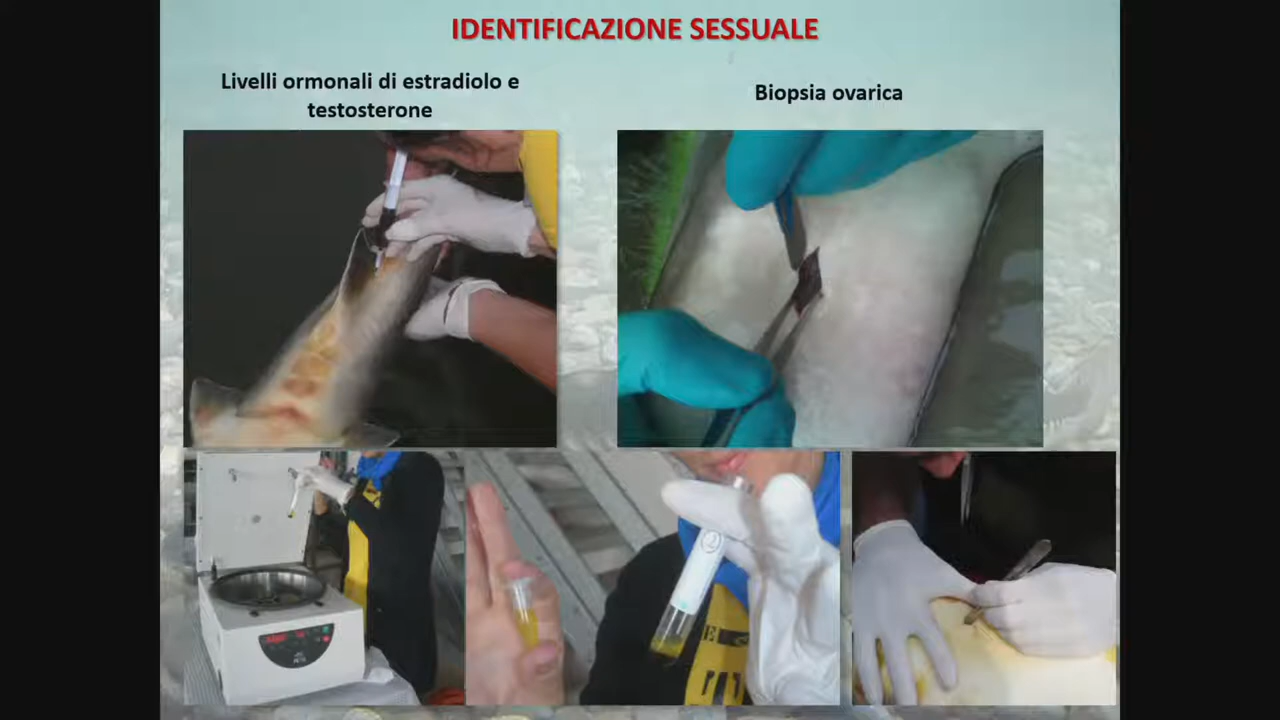 IDENTIFICAZIONE SESSUALE
Livelli ormonali di estradiolo e
testosterone
Biopsia ovarica